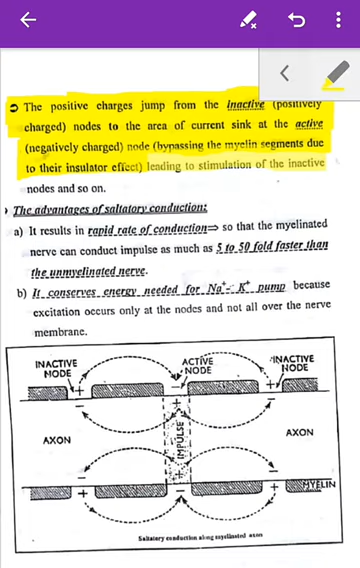 ➲ The positive charges jump from the inactive (positively
charged) nodes to the area of current sink at the active
(negatively charged) node (bypassing the myelin segments due
to their insulator effect) leading to stimulation of the inactive
nodes and so on.
The advantages of saltatory conduction:
a) It results in rapid rate of conduction⇒ so that the myelinated
nerve can conduct impulse as much as 5 to 50 fold faster than
the unmyelinated nerve.
b) It conserves energy needed for Na⁺- K⁺ pump because
excitation occurs only at the nodes and not all over the nerve
membrane.
INACTIVE NODE
ACTIVE NODE
INACTIVE NODE
AXON
IMPULSE
AXON
MYELIN
Saltatory conduction along myelinated axon